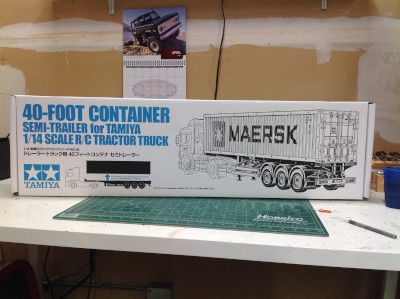 40-FOOT CONTAINER
SEMI-TRAILER for TAMIYA
1/14 SCALE R/C TRACTOR TRUCK
トレーラートラック用 40フィートコンテナ セミトレーラー
MAERSK
TAMIYA